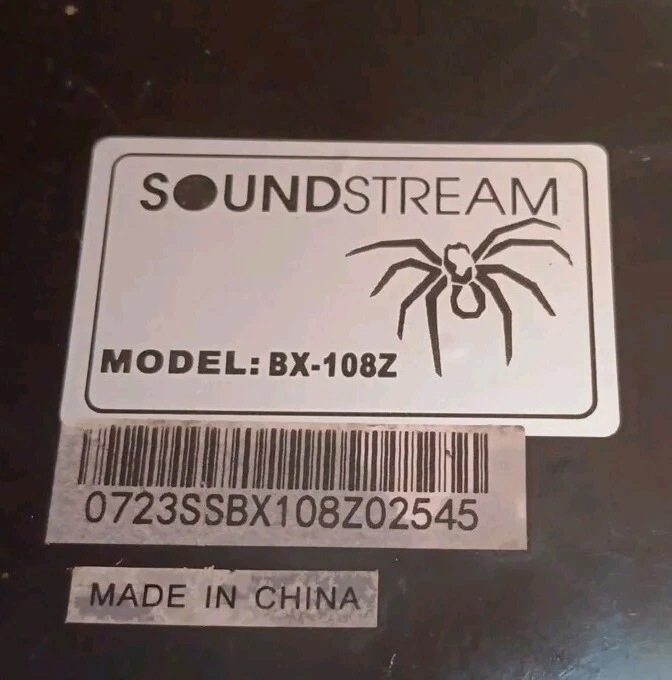 SOUNDSTREAM
MODEL: BX-108Z
0723SSBX108Z02545
MADE IN CHINA